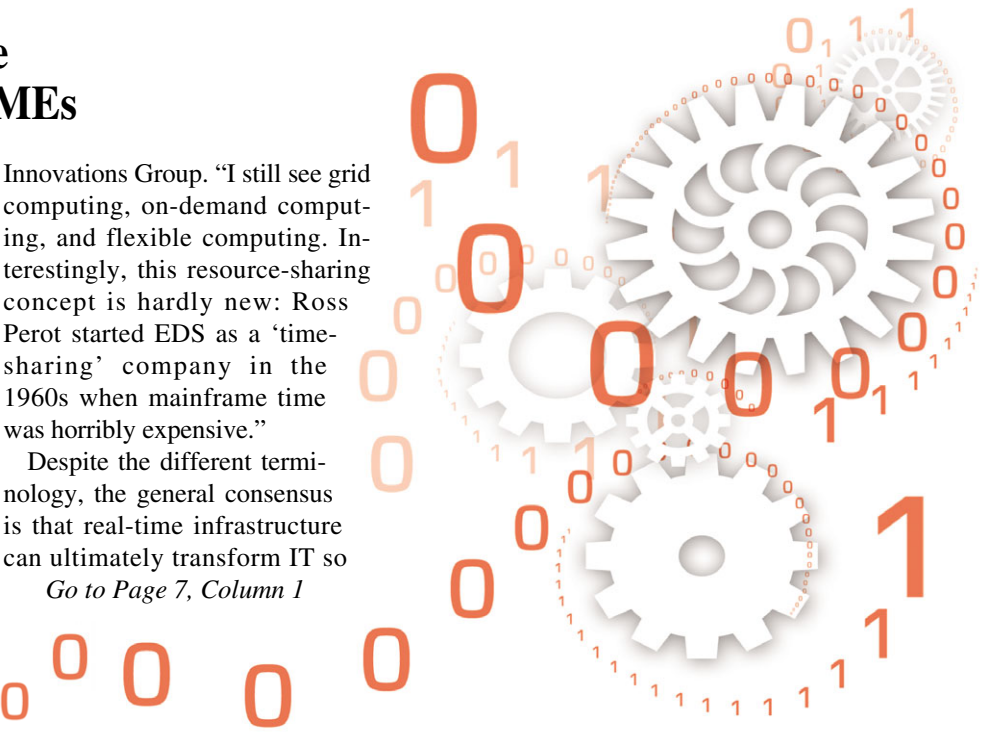 e
MEs
Innovations Group. “I still see grid
computing, on-demand comput-
ing, and flexible computing. In-
terestingly, this resource-sharing
concept is hardly new: Ross
Perot started EDS as a ‘time-
sharing’ company in the
1960s when mainframe time
was horribly expensive.”
Despite the different termi-
nology, the general consensus
is that real-time infrastructure
can ultimately transform IT so
Go to Page 7, Column 1